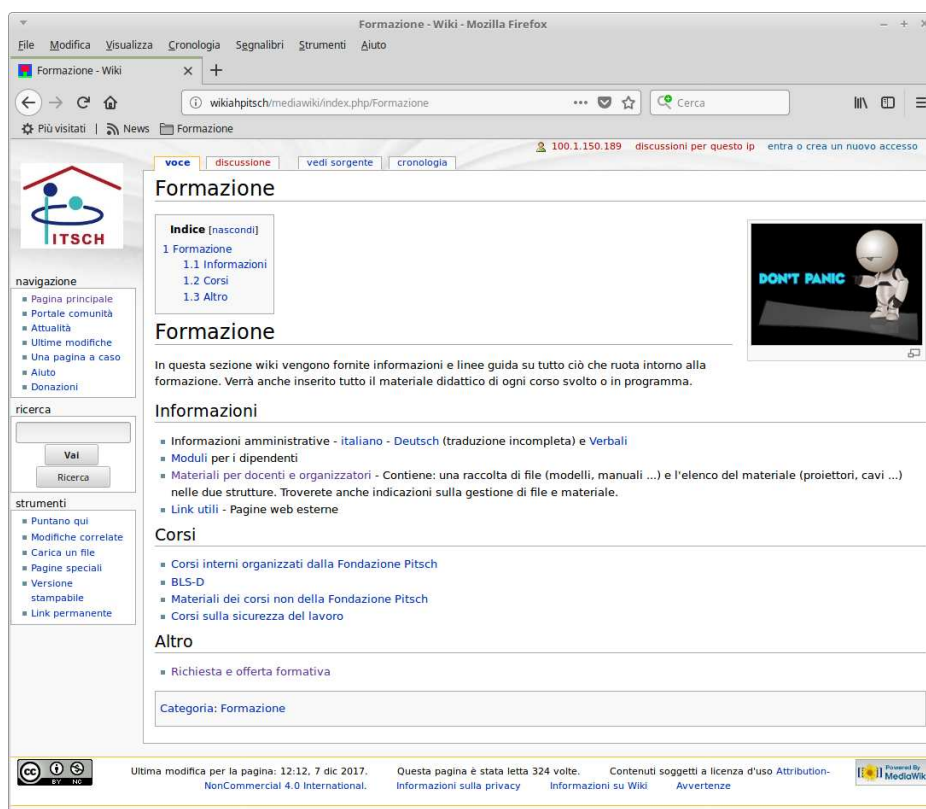 Formazione - Wiki - Mozilla Firefox
File Modifica Visualizza Cronologia Segnalibri Strumenti Aiuto
Formazione - Wiki
wikiahpitsch/mediawiki/index.php/Formazione
Cerca
Più visitati | News Formazione
100.1.150.189 discussioni per questo ip entra o crea un nuovo accesso
voce discussione vedi sorgente cronologia
PITSCH
Formazione
Indice [nascondi]
1 Formazione
1.1 Informazioni
1.2 Corsi
1.3 Altro
DON'T PANIC
navigazione
Pagina principale
Portale comunità
Attualità
Ultime modifiche
Una pagina a caso
Aiuto
Donazioni
ricerca
Vai
Ricerca
strumenti
Puntano qui
Modifiche correlate
Carica un file
Pagine speciali
Versione
stampabile
Link permanente
Formazione
In questa sezione wiki vengono fornite informazioni e linee guida su tutto ciò che ruota intorno alla
formazione. Verrà anche inserito tutto il materiale didattico di ogni corso svolto o in programma.
Informazioni
Informazioni amministrative - italiano - Deutsch (traduzione incompleta) e Verbali
Moduli per i dipendenti
Materiali per docenti e organizzatori - Contiene: una raccolta di file (modelli, manuali ...) e l'elenco del materiale (proiettori, cavi ...)
nelle due strutture. Troverete anche indicazioni sulla gestione di file e materiale.
Link utili - Pagine web esterne
Corsi
Corsi interni organizzati dalla Fondazione Pitsch
BLS-D
Materiali dei corsi non della Fondazione Pitsch
Corsi sulla sicurezza del lavoro
Altro
Richiesta e offerta formativa
Categoria: Formazione
cc BY NC
Ultima modifica per la pagina: 12:12, 7 dic 2017. Questa pagina è stata letta 324 volte. Contenuti soggetti a licenza d'uso Attribution-
NonCommercial 4.0 International. Informazioni sulla privacy Informazioni su Wiki Avvertenze
Powered By
MediaWiki